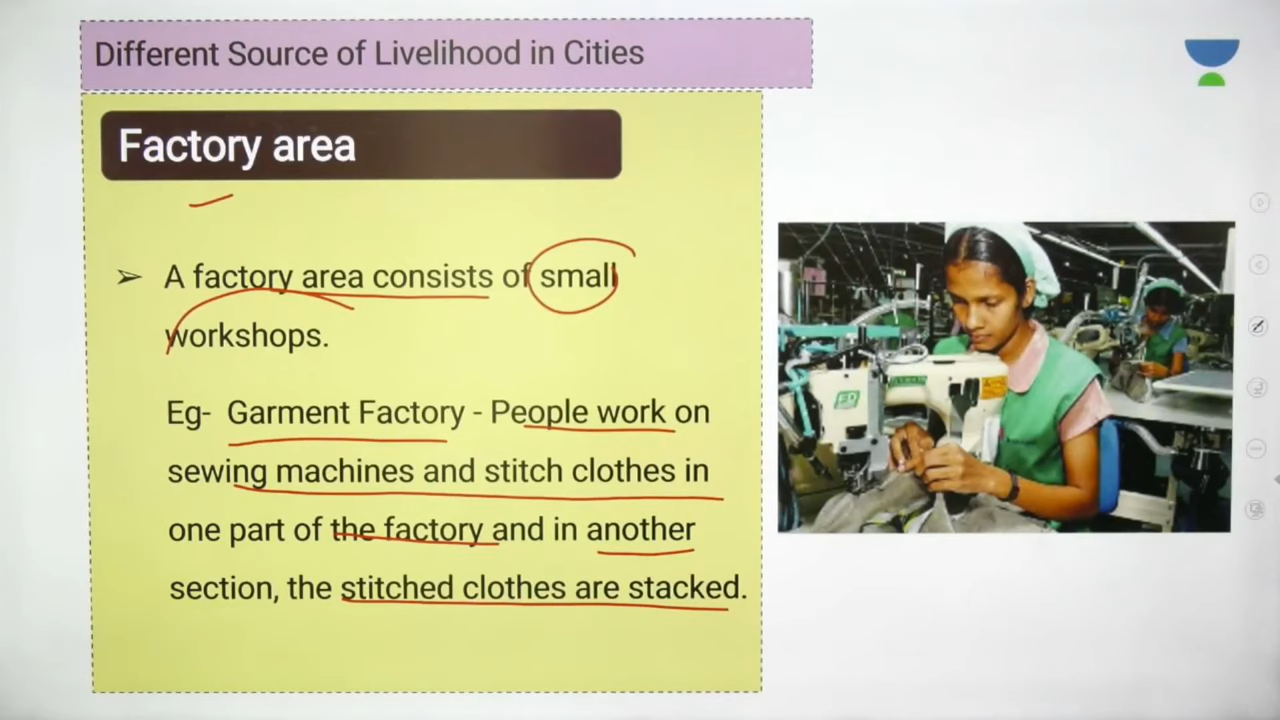 Different Source of Livelihood in Cities
Factory area
➢ A factory area consists of small
workshops.
Eg- Garment Factory - People work on
sewing machines and stitch clothes in
one part of the factory and in another
section, the stitched clothes are stacked.